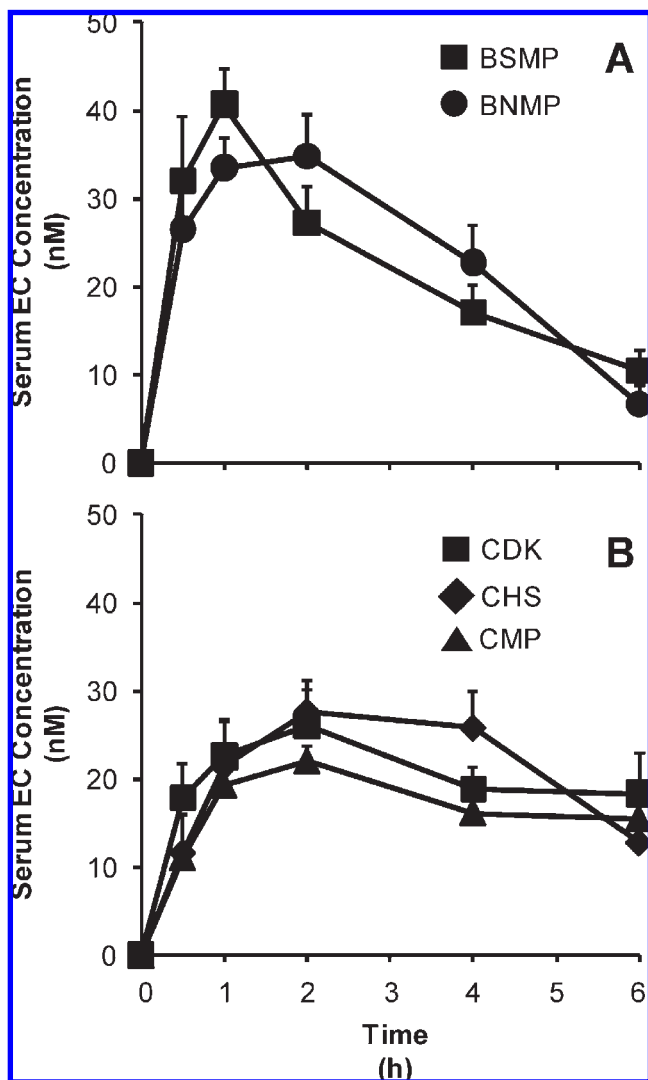 50
40
30
20
10
0
Serum EC Concentration
(nM)
BSMP
BNMP
A
50
40
30
20
10
0
Serum EC Concentration
(nM)
CDK
CHS
CMP
B
0 1 2 3 4 5 6
Time
(h)